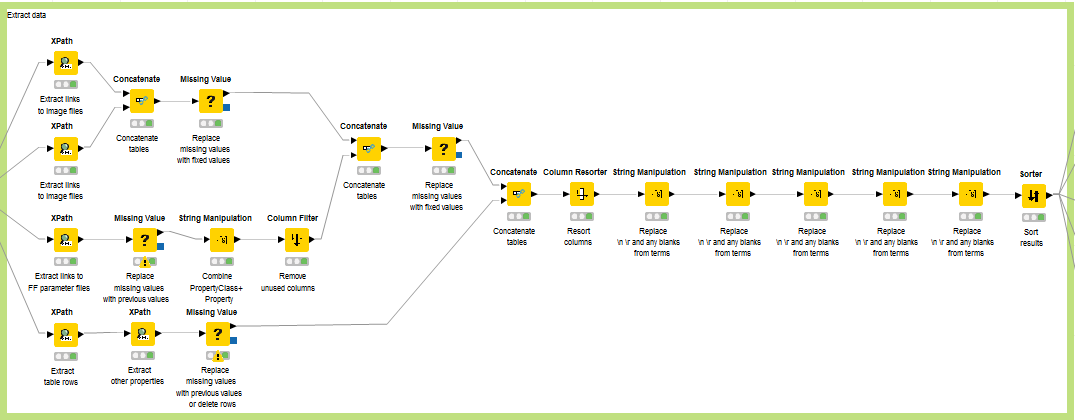 Extract data
XPath
Extract links
to image files
Concatenate
Concatenate
tables
Missing Value
Replace
missing values
with fixed values
XPath
Extract links
to image files
XPath
Extract links to
FF parameter files
Missing Value
Replace
missing values
with previous values
String Manipulation
Combine
PropertyClass+
Property
Column Filter
Remove
unused columns
XPath
Extract
table rows
XPath
Extract
other properties
Missing Value
Replace
missing values
with previous values
or delete rows
Concatenate
Concatenate
tables
Missing Value
Replace
missing values
with fixed values
Concatenate
Concatenate
tables
Column Resorter
Resort
columns
String Manipulation
Replace
\n \r and any blanks
from terms
String Manipulation
Replace
\n \r and any blanks
from terms
String Manipulation
Replace
\n \r and any blanks
from terms
String Manipulation
Replace
\n \r and any blanks
from terms
String Manipulation
Replace
\n \r and any blanks
from terms
Sorter
Sort
results